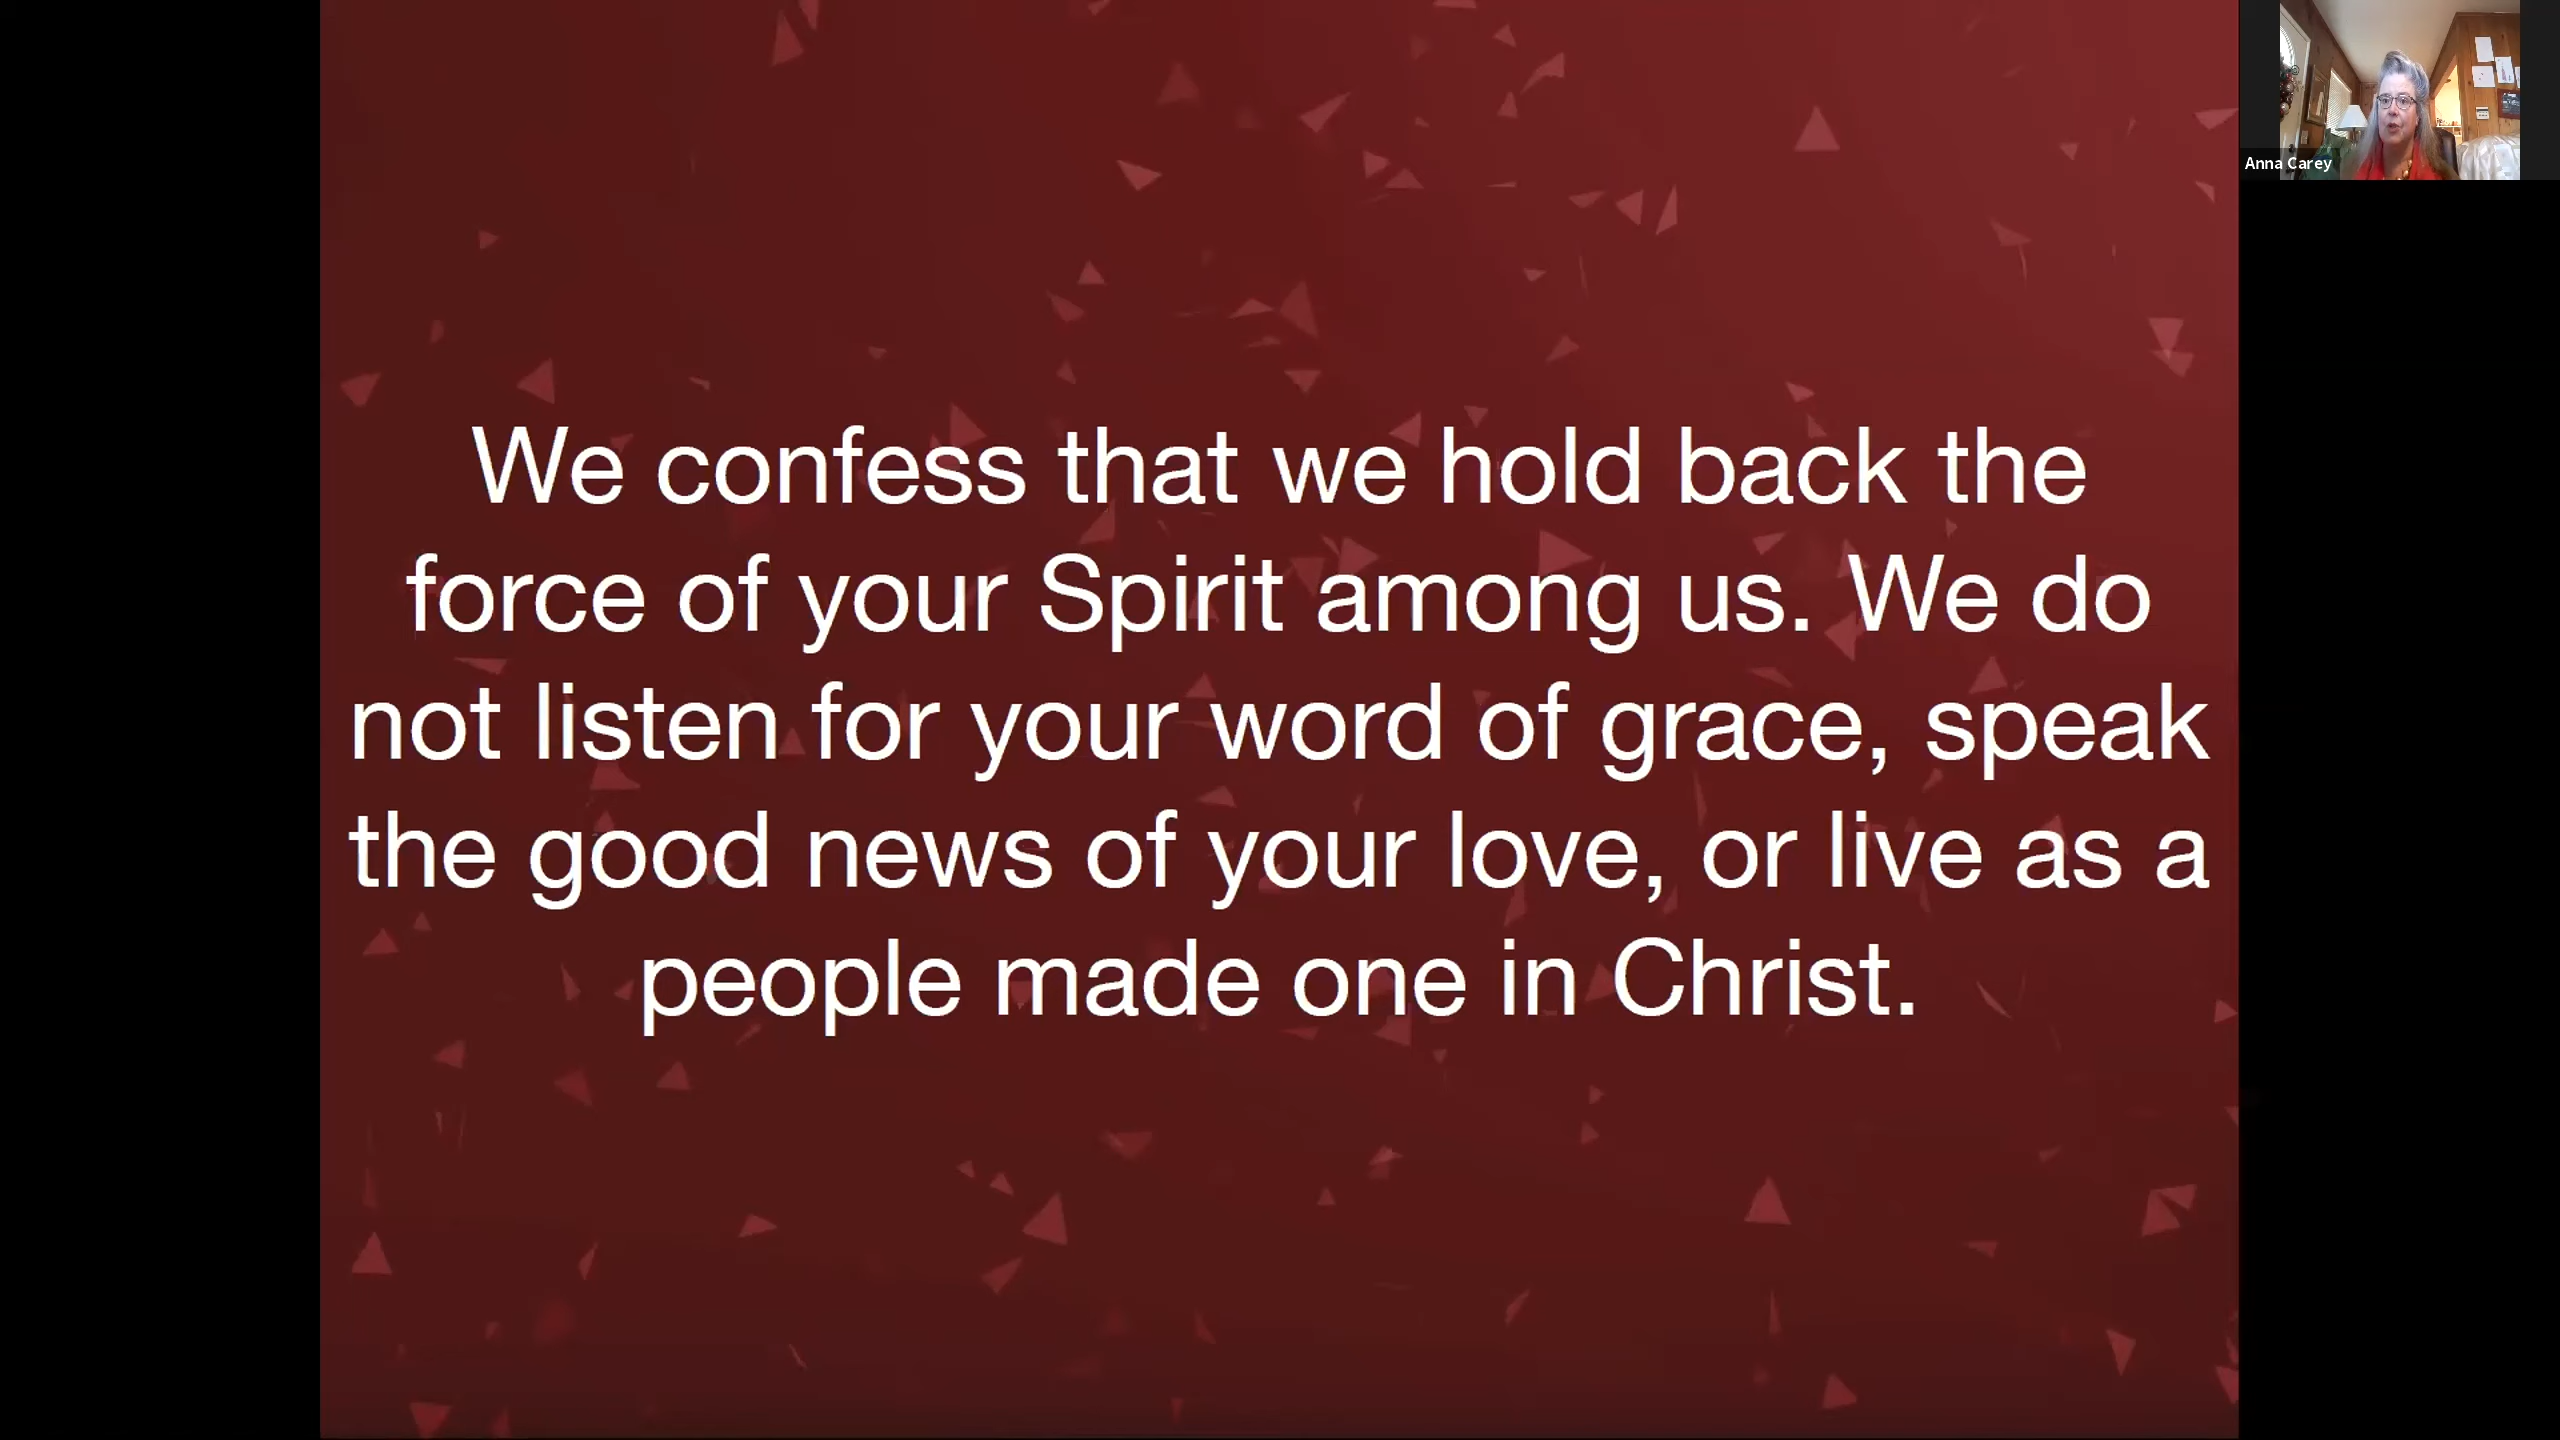 We confess that we hold back the
force of your Spirit among us. We do
not listen for your word of grace, speak
the good news of your love, or live as a
people made one in Christ.
Anna Carey